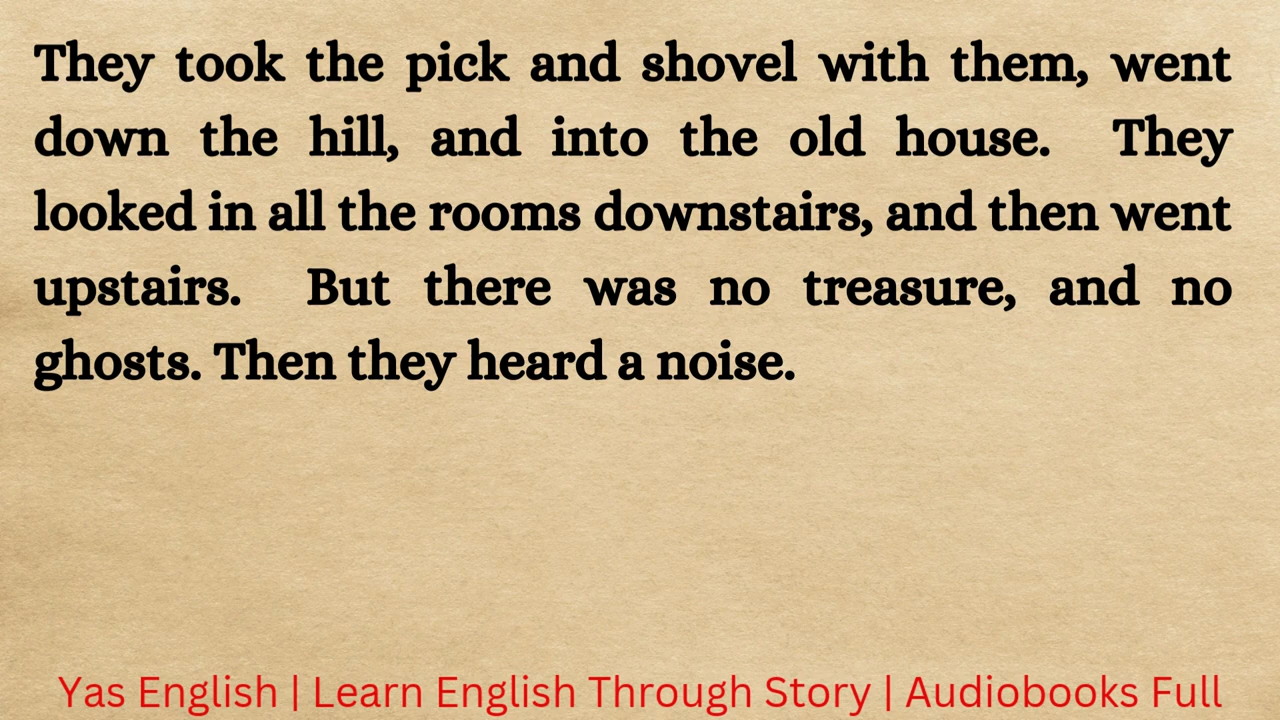 They took the pick and shovel with them, went
down the hill, and into the old house. They
looked in all the rooms downstairs, and then went
upstairs. But there was no treasure, and no
ghosts. Then they heard a noise.
Yas English | Learn English Through Story | Audiobooks Full